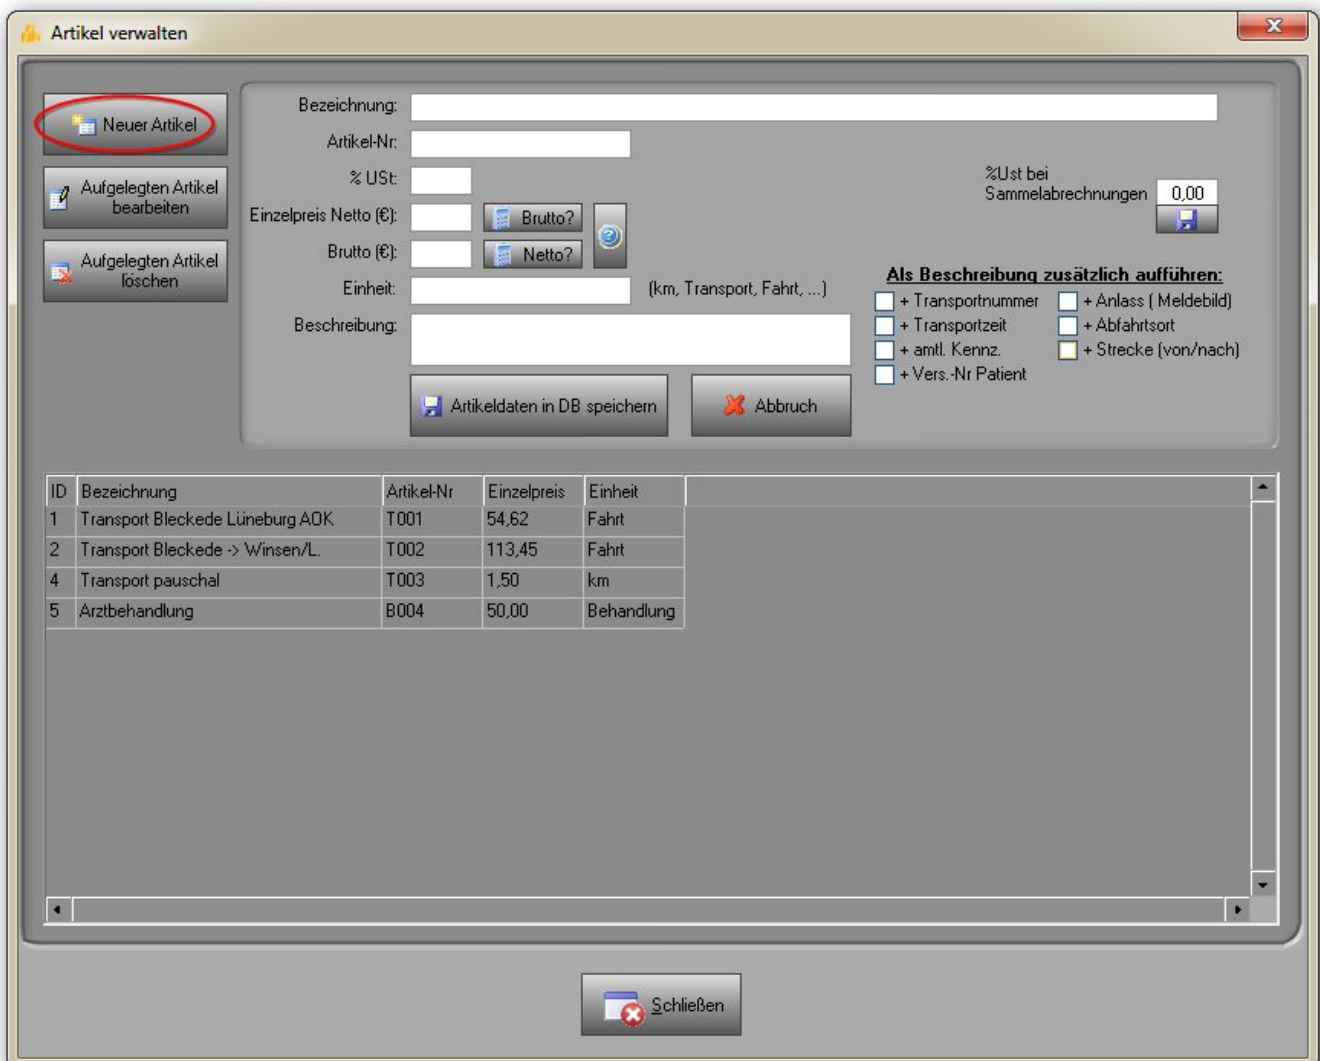 Artikel verwalten
Neuer Artikel
Aufgelegten Artikel
bearbeiten
Aufgelegten Artikel
löschen
Bezeichnung:
Artikel-Nr:
% USt:
Einzelpreis Netto (€):
Brutto?
Brutto (€):
Netto?
Einheit:
(km, Transport, Fahrt, ...)
Beschreibung:
Artikeldaten in DB speichern
Abbruch
%Ust bei
Sammelabrechnungen
0,00
Als Beschreibung zusätzlich aufführen:
+ Transportnummer
+ Anlass ( Meldebild)
+ Transportzeit
+ Abfahrtsort
+ amtl. Kennz.
+ Strecke (von/nach)
+ Vers.-Nr Patient
ID Bezeichnung Artikel-Nr Einzelpreis Einheit
1 Transport Bleckede Lüneburg AOK T001 54,62 Fahrt
2 Transport Bleckede -> Winsen/L. T002 113,45 Fahrt
4 Transport pauschal T003 1,50 km
5 Arztbehandlung B004 50,00 Behandlung
Schließen